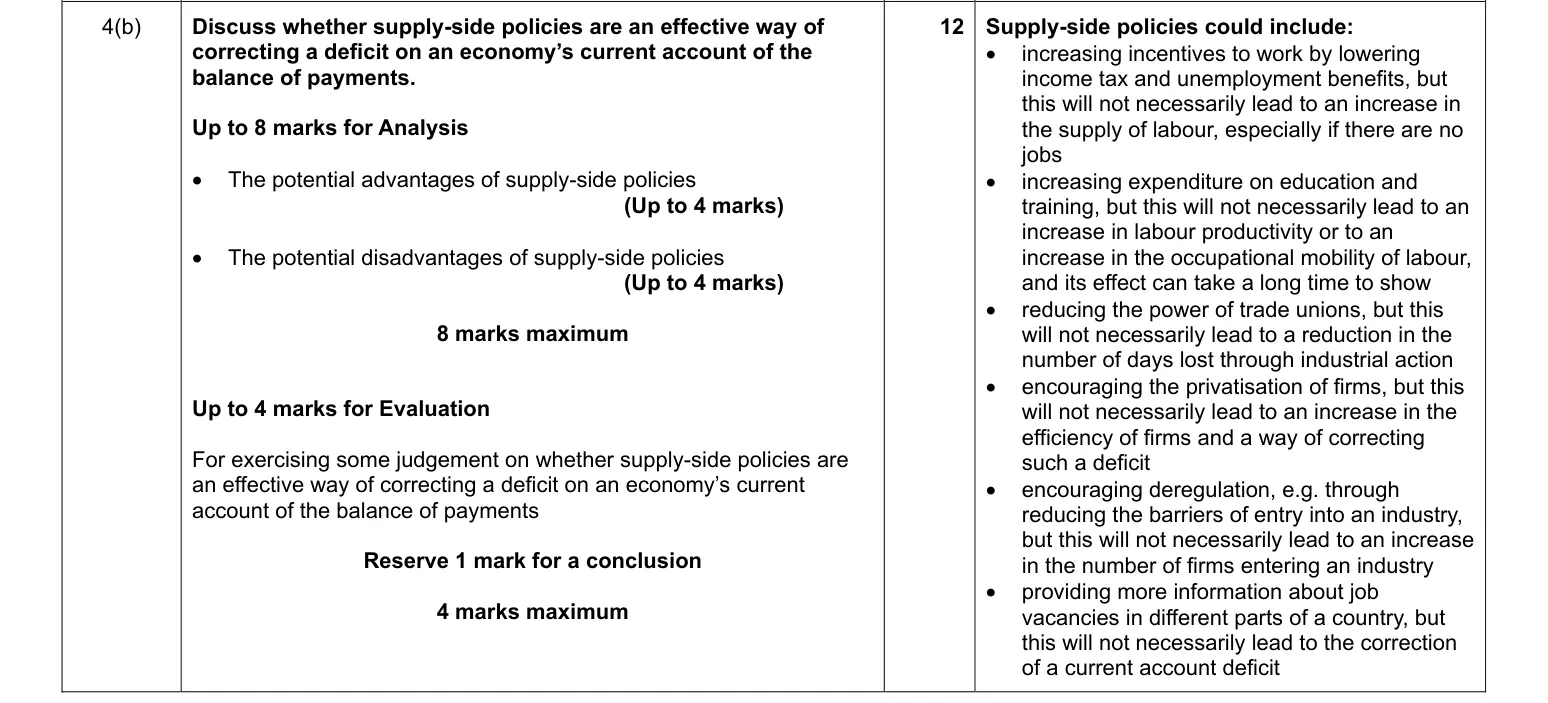 4(b)
Discuss whether supply-side policies are an effective way of
correcting a deficit on an economy’s current account of the
balance of payments.
Up to 8 marks for Analysis
• The potential advantages of supply-side policies
(Up to 4 marks)
• The potential disadvantages of supply-side policies
(Up to 4 marks)
8 marks maximum
Up to 4 marks for Evaluation
For exercising some judgement on whether supply-side policies are
an effective way of correcting a deficit on an economy’s current
account of the balance of payments
Reserve 1 mark for a conclusion
4 marks maximum
12
Supply-side policies could include:
• increasing incentives to work by lowering
income tax and unemployment benefits, but
this will not necessarily lead to an increase in
the supply of labour, especially if there are no
jobs
• increasing expenditure on education and
training, but this will not necessarily lead to an
increase in labour productivity or to an
increase in the occupational mobility of labour,
and its effect can take a long time to show
• reducing the power of trade unions, but this
will not necessarily lead to a reduction in the
number of days lost through industrial action
• encouraging the privatisation of firms, but this
will not necessarily lead to an increase in the
efficiency of firms and a way of correcting
such a deficit
• encouraging deregulation, e.g. through
reducing the barriers of entry into an industry,
but this will not necessarily lead to an increase
in the number of firms entering an industry
• providing more information about job
vacancies in different parts of a country, but
this will not necessarily lead to the correction
of a current account deficit